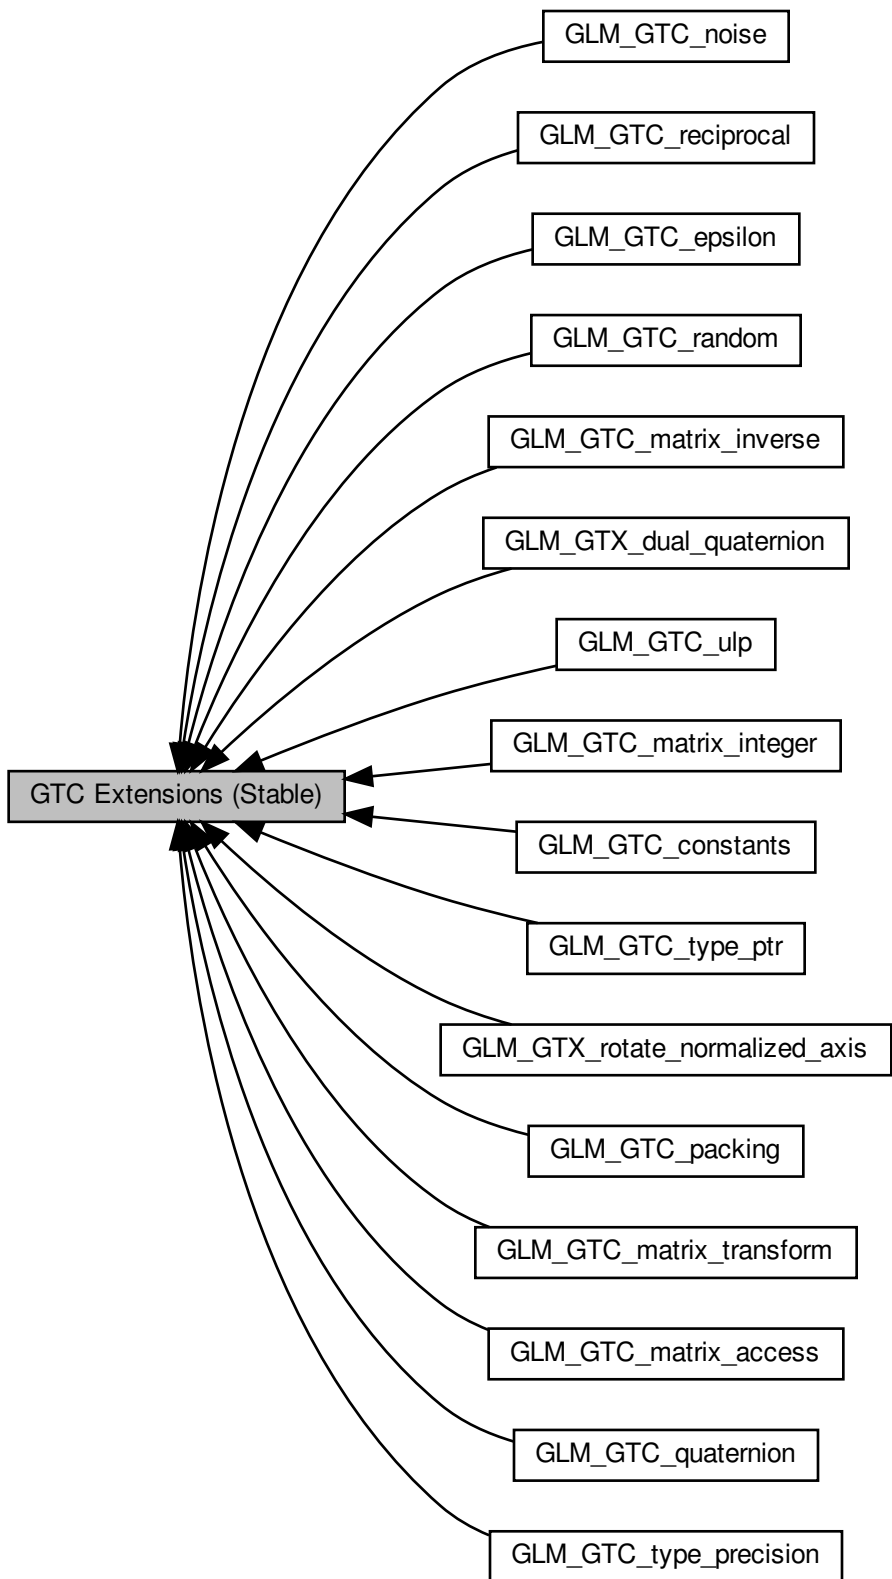 GLM_GTC_noise
GLM_GTC_reciprocal
GLM_GTC_epsilon
GLM_GTC_random
GLM_GTC_matrix_inverse
GLM_GTX_dual_quaternion
GLM_GTC_ulp
GLM_GTC_matrix_integer
GTC Extensions (Stable)
GLM_GTC_constants
GLM_GTC_type_ptr
GLM_GTX_rotate_normalized_axis
GLM_GTC_packing
GLM_GTC_matrix_transform
GLM_GTC_matrix_access
GLM_GTC_quaternion
GLM_GTC_type_precision